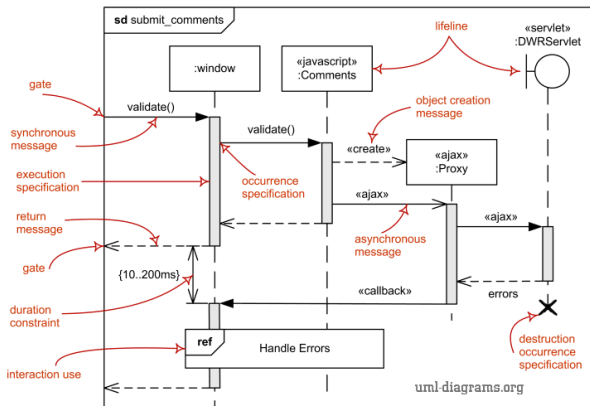 sd submit_comments
lifeline
«servlet»
:DWRServlet
:window
«javascript»
:Comments
gate
validate()
object creation
message
synchronous
message
validate()
«create»
«ajax»
:Proxy
execution
specification
occurrence
specification
«ajax»
«ajax»
return
message
asynchronous
message
gate
{10..200ms}
«callback»
errors
duration
constraint
ref
Handle Errors
destruction
occurrence
specification
interaction use
uml-diagrams.org